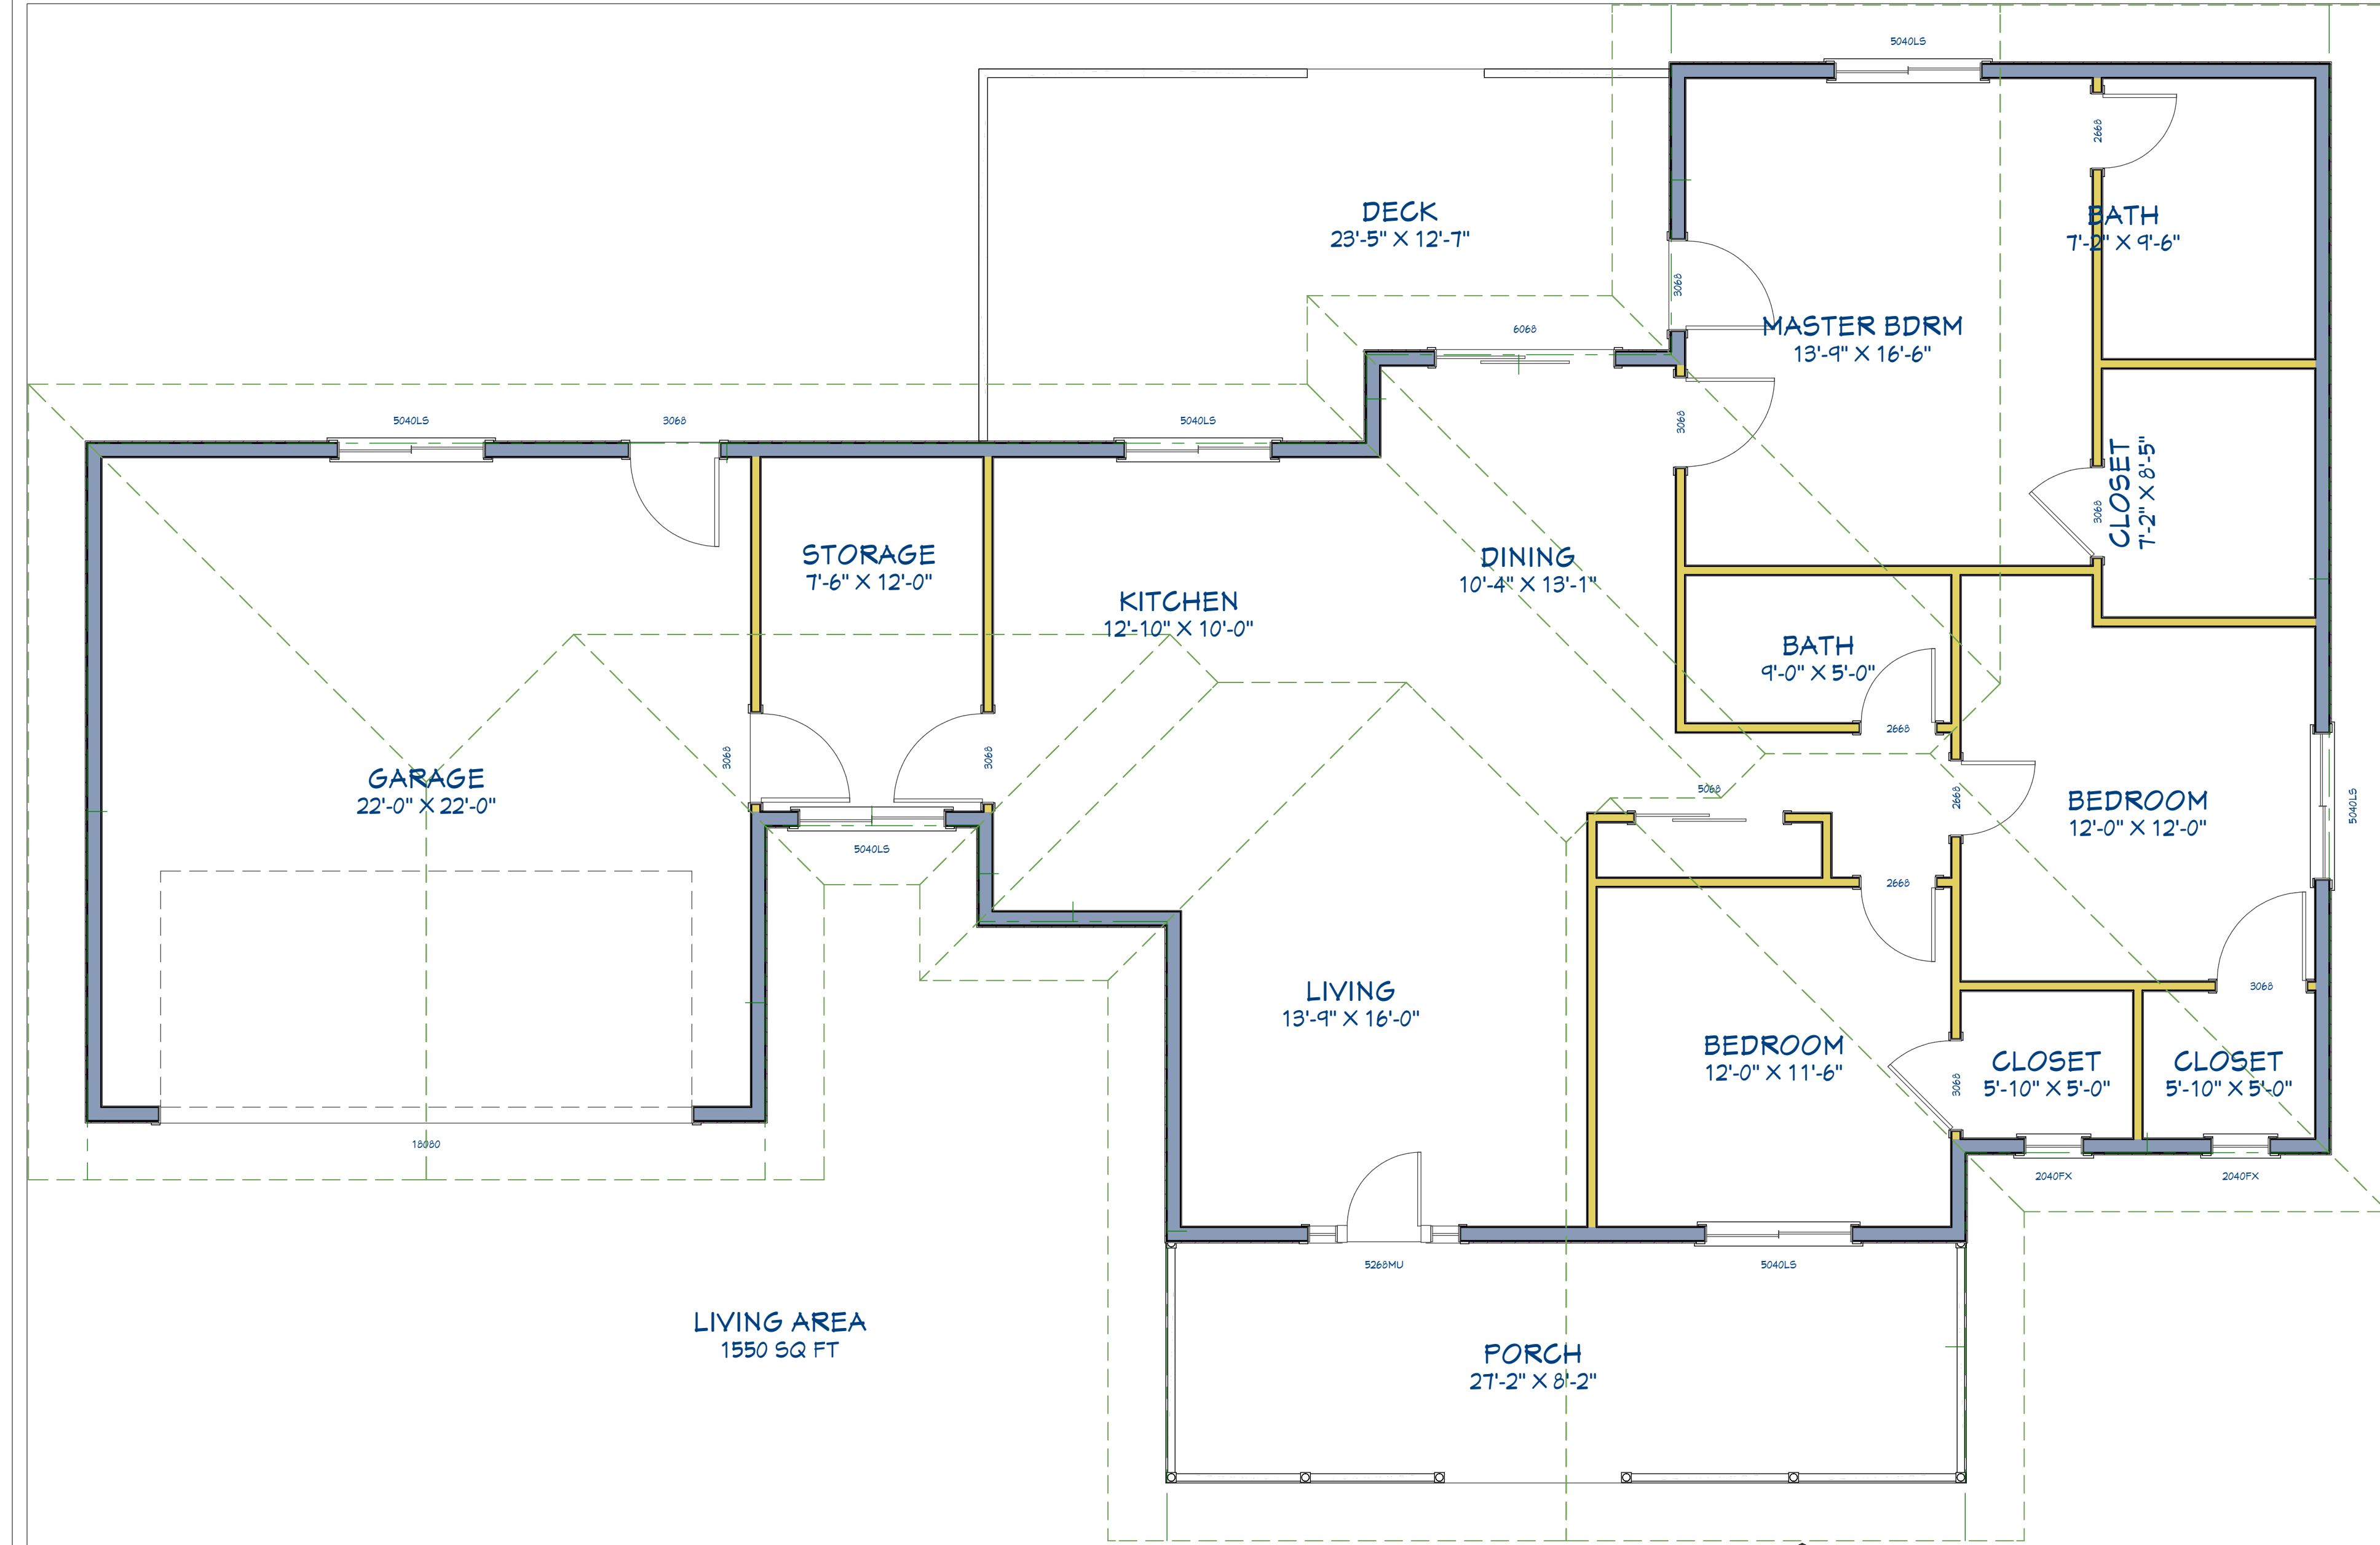 5040LS
DECK
23'-5" X 12'-7"
2668
BATH
7'-2" X 9'-6"
3068
6068
MASTER BDRM
13'-9" X 16'-6"
5040LS
3068
5040LS
3068
CLOSET
7'-2" X 8'-5"
3068
STORAGE
7'-6" X 12'-0"
DINING
10'-4" X 13'-1"
KITCHEN
12'-10" X 10'-0"
BATH
9'-0" X 5'-0"
2668
3068
3068
GARAGE
22'-0" X 22'-0"
5068
2668
BEDROOM
12'-0" X 12'-0"
5040LS
5040LS
2668
LIVING
13'-9" X 16'-0"
3068
BEDROOM
12'-0" X 11'-6"
3068
CLOSET
5'-10" X 5'-0"
CLOSET
5'-10" X 5'-0"
18080
2040FX
2040FX
5268MU
5040LS
LIVING AREA
1550 SQ FT
PORCH
27'-2" X 8'-2"